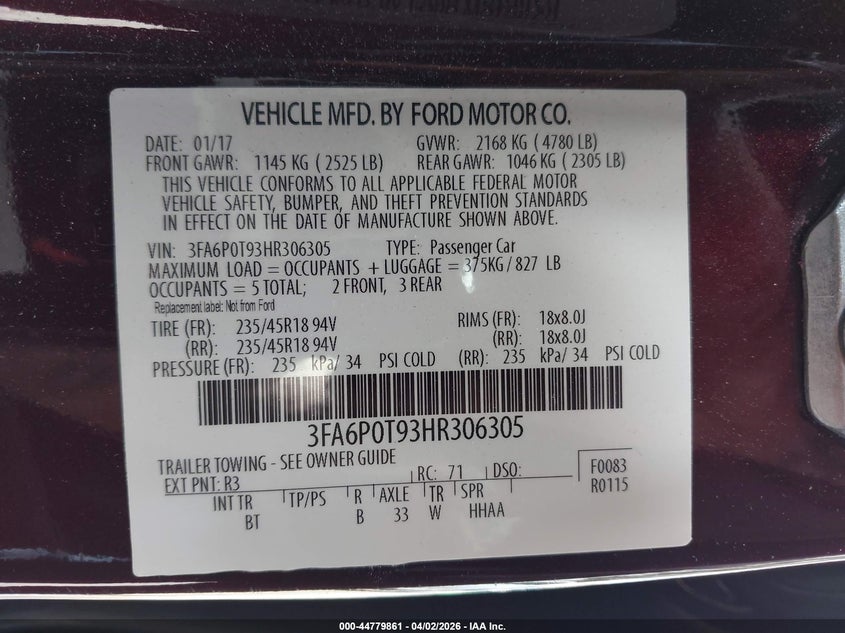 VEHICLE MFD. BY FORD MOTOR CO.
DATE: 01/17 GVWR: 2168 KG ( 4780 LB)
FRONT GAWR: 1145 KG ( 2525 LB) REAR GAWR: 1046 KG ( 2305 LB)
THIS VEHICLE CONFORMS TO ALL APPLICABLE FEDERAL MOTOR
VEHICLE SAFETY, BUMPER, AND THEFT PREVENTION STANDARDS
IN EFFECT ON THE DATE OF MANUFACTURE SHOWN ABOVE.
VIN: 3FA6P0T93HR306305 TYPE: Passenger Car
MAXIMUM LOAD = OCCUPANTS + LUGGAGE = 375KG/ 827 LB
OCCUPANTS = 5 TOTAL; 2 FRONT, 3 REAR
Replacement label: Not from Ford
TIRE (FR): 235/45R18 94V RIMS (FR): 18x8.0J
(RR): 235/45R18 94V (RR): 18x8.0J
PRESSURE (FR): 235 kPa/ 34 PSI COLD (RR): 235 kPa/ 34 PSI COLD
3FA6P0T93HR306305
TRAILER TOWING - SEE OWNER GUIDE
EXT PNT: R3 RC: 71 DSO: F0083
INT TR TP/PS R AXLE TR SPR R0115
BT B 33 W HHAA
000-44779861 - 04/02/2026 - IAA Inc.